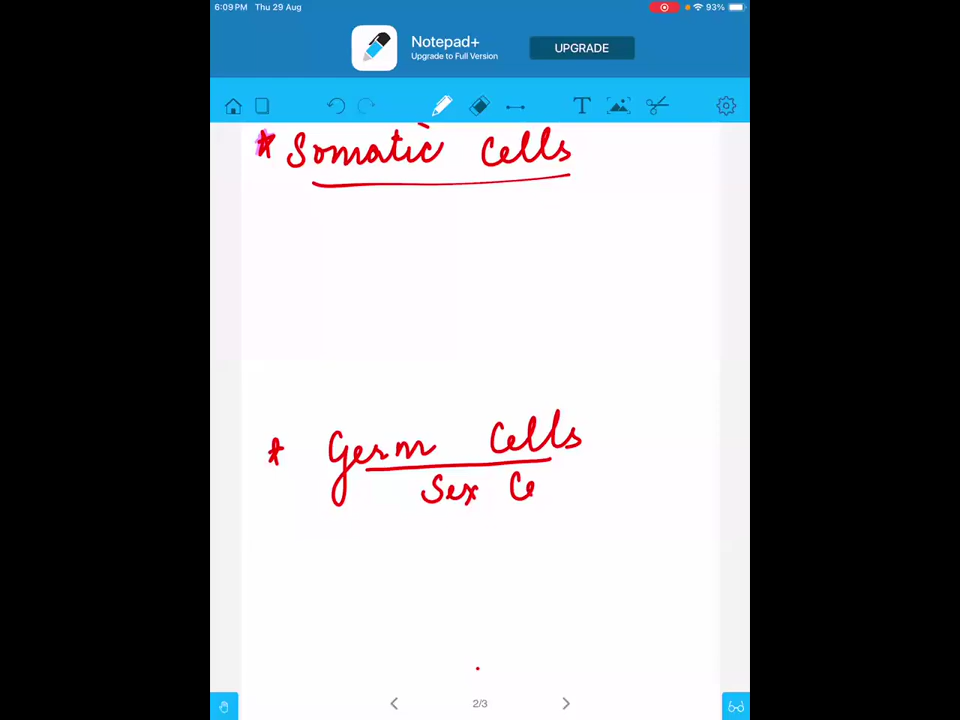 6:09 PM Thu 29 Aug 93%
Notepad+
Upgrade to Full Version
UPGRADE
T
* Somatic Cells
* Germ Cells
Sex Ce
2/3